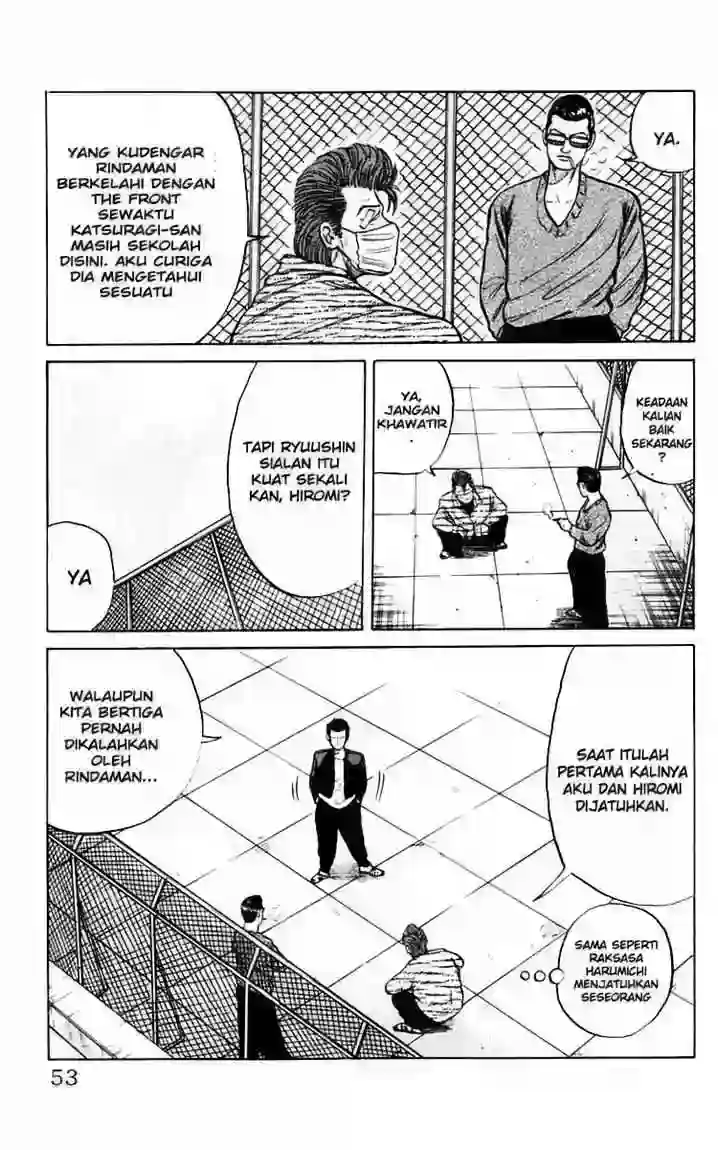 YANG KUDENGAR
RINDAMAN
BERKELAHI DENGAN
THE FRONT
SEWAKTU
KATSURAGI-SAN
MASIH SEKOLAH
DISINI. AKU CURIGA
DIA MENGETAHUI
SESUATU
YA.
TAPI RYUUSHIN
SIALAN ITU
KUAT SEKALI
KAN, HIROMI?
YA
YA,
JANGAN
KHAWATIR
KEADAAN
KALIAN
BAIK
SEKARANG
?
WALAUPUN
KITA BERTIGA
PERNAH
DIKALAHKAN
OLEH
RINDAMAN...
SAAT ITULAH
PERTAMA KALINYA
AKU DAN HIROMI
DIJATUHKAN.
SAMA SEPERTI
RAKSASA
HARUMICHI
MENJATUHKAN
SESEORANG
53